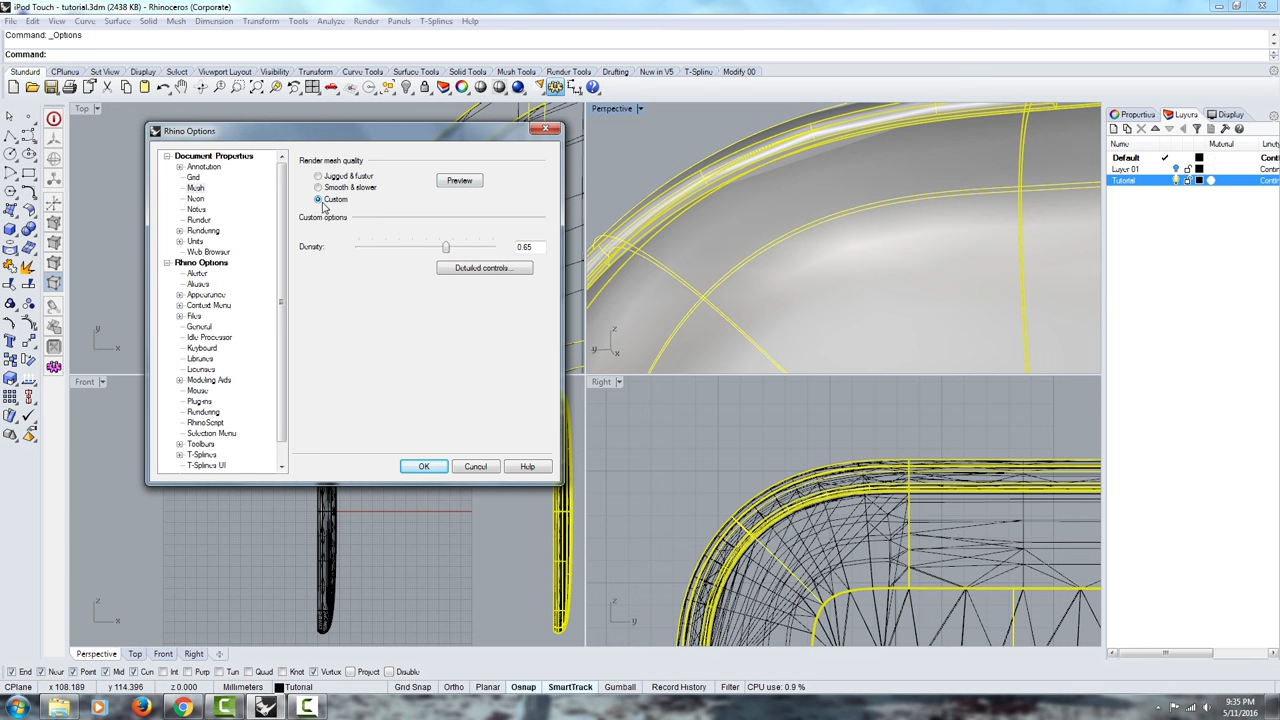 iPod Touch - tutorial.3dm (2438 KB) - Rhinoceros (Corporate)
File Edit View Curve Surface Solid Mesh Dimension Transform Tools Analyze Render Panels T-Splines Help
Command: _Options
Command:
Standard CPlanes Set View Display Select Viewport Layout Visibility Transform Curve Tools Surface Tools Solid Tools Mesh Tools Render Tools Drafting New in V5 T-Spline Modify 00
Top
Perspective
Properties Layers Display
Name Material
Default Conti
Layer 01 Conti
Tutorial Conti
Rhino Options
Document Properties
Annotation
Grid
Mesh
Neon
Notes
Render
Rendering
Units
Web Browser
Rhino Options
Alerter
Aliases
Appearance
Context Menu
Files
General
Idle Processor
Keyboard
Libraries
Licenses
Modeling Aids
Mouse
Plug-ins
Rendering
RhinoScript
Selection Menu
Toolbars
T-Splines
T-Splines UI
Render mesh quality
Jagged & faster
Smooth & slower
Custom
Preview
Custom options
Density: 0.65
Detailed controls...
OK Cancel Help
y x
z y x
Front
Right
z x
z y
Perspective Top Front Right
End Near Point Mid Cen Int Perp Tan Quad Knot Vertex Project Disable
CPlane x 108.189 y 114.396 z 0.000 Millimeters Tutorial Grid Snap Ortho Planar Osnap SmartTrack Gumball Record History Filter CPU use: 0.9 %
9:35 PM
5/11/2016